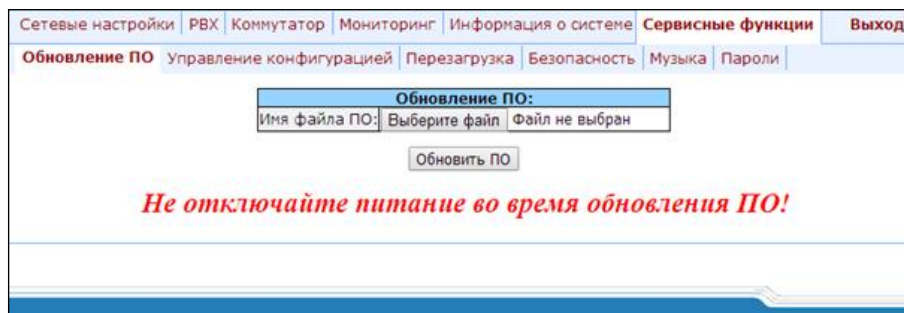 Сетевые настройки PBX Коммутатор Мониторинг Информация о системе Сервисные функции Выход
Обновление ПО Управление конфигурацией Перезагрузка Безопасность Музыка Пароли
Обновление ПО:
Имя файла ПО: Выберите файл Файл не выбран
Обновить ПО
Не отключайте питание во время обновления ПО!